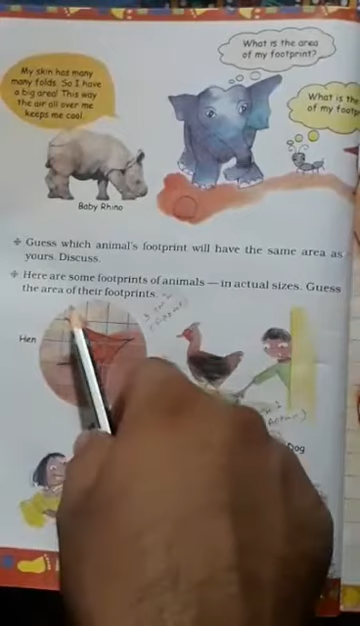 What is the area
of my footprint?
My skin has many
many folds. So I have
a big area! This way
the air all over me
keeps me cool.
What is the
of my
Baby Rhino
❖ Guess which animal's footprint will have the same area as
yours. Discuss.
❖ Here are some footprints of animals — in actual sizes. Guess
the area of their footprints.
Hen
Dog